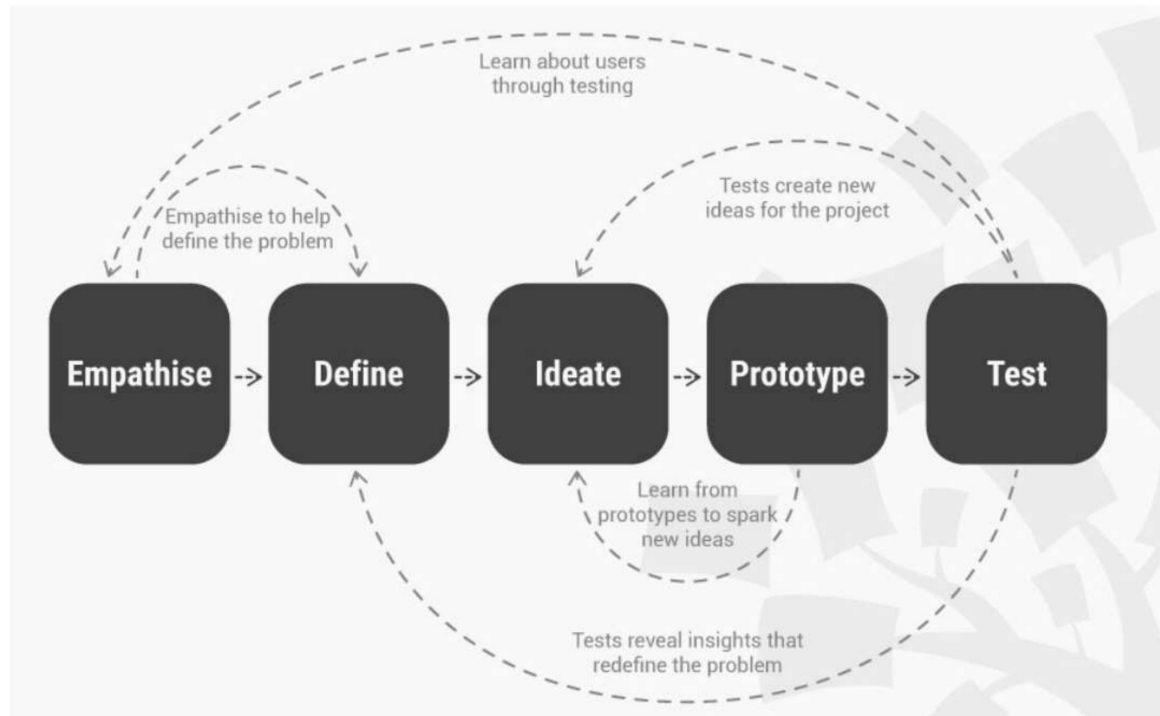 Learn about users
through testing
Tests create new
ideas for the project
Empathise to help
define the problem
Empathise
Define
Ideate
Prototype
Test
Learn from
prototypes to spark
new ideas
Tests reveal insights that
redefine the problem